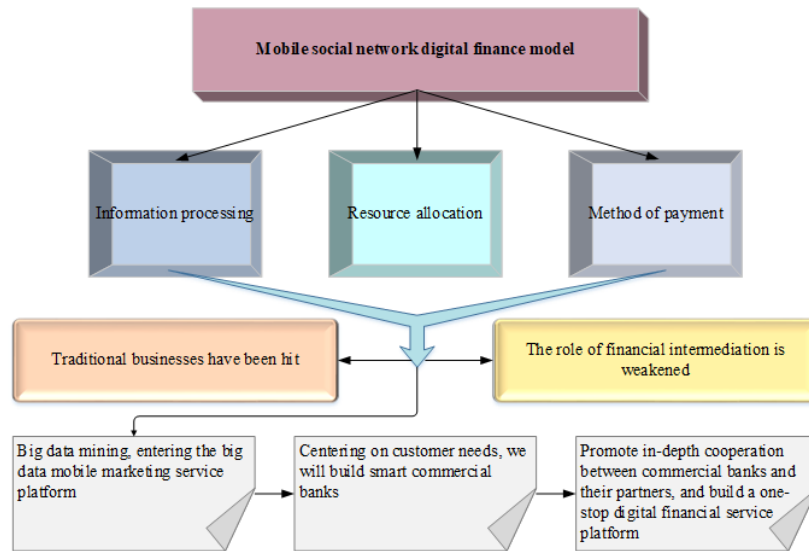 Mobile social network digital finance model
Information processing
Resource allocation
Method of payment
Traditional businesses have been hit
The role of financial intermediation is
weakened
Big data mining, entering the big
data mobile marketing service
platform
Centering on customer needs, we
will build smart commercial
banks
Promote in-depth cooperation
between commercial banks and
their partners, and build a one-
stop digital financial service
platform